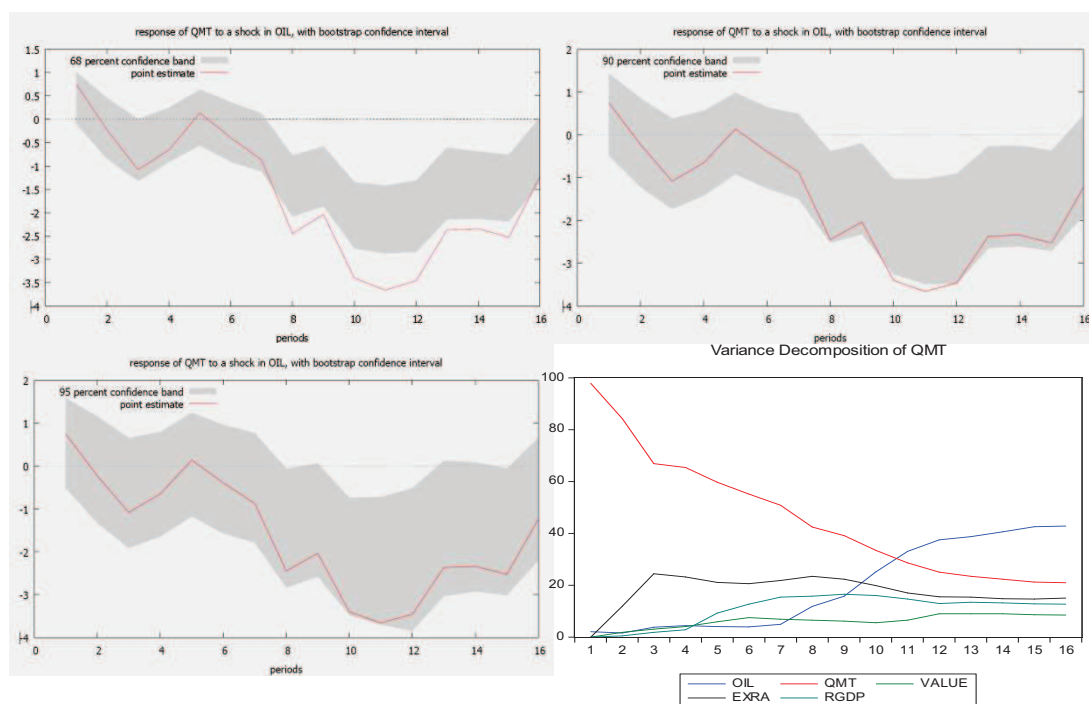 response of QMT to a shock in OIL, with bootstrap confidence interval
1.5
1
0.5
0
-0.5
-1
-1.5
-2
-2.5
-3
-3.5
-4
68 percent confidence band
point estimate
0 2 4 6 8 10 12 14 16
periods
response of QMT to a shock in OIL, with bootstrap confidence interval
2
1
0
-1
-2
-3
-4
90 percent confidence band
point estimate
0 2 4 6 8 10 12 14 16
periods
response of QMT to a shock in OIL, with bootstrap confidence interval
2
1
0
-1
-2
-3
-4
95 percent confidence band
point estimate
0 2 4 6 8 10 12 14 16
periods
Variance Decomposition of QMT
100
80
60
40
20
0
1 2 3 4 5 6 7 8 9 10 11 12 13 14 15 16
OIL QMT VALUE
EXRA RGDP